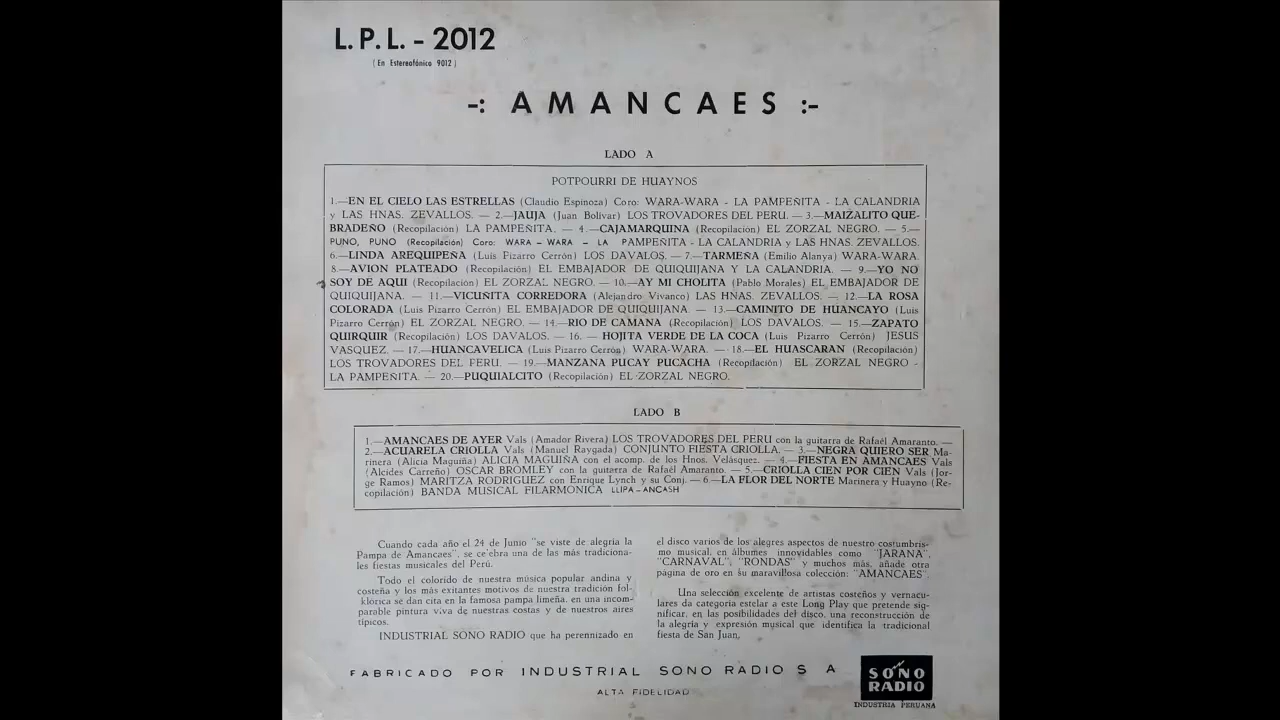 L.P.L. - 2012
(En Estereofónico 9012)
-: AMANCAES :-
LADO A
POTPOURRI DE HUAYNOS
1.—EN EL CIELO LAS ESTRELLAS (Claudio Espinoza) Coro: WARA-WARA - LA PAMPEÑITA - LA CALANDRIA
y LAS HNAS. ZEVALLOS. — 2.—JAUJA (Juan Bolívar) LOS TROVADORES DEL PERU. — 3.—MAIZALITO QUE-
BRADEÑO (Recopilación) LA PAMPEÑITA. — 4.—CAJAMARQUINA (Recopilación) EL ZORZAL NEGRO. — 5.—
PUNO, PUNO (Recopilación) Coro: WARA - WARA - LA PAMPEÑITA - LA CALANDRIA y LAS HNAS. ZEVALLOS.
6.—LINDA AREQUIPEÑA (Luis Pizarro Cerrón) LOS DAVALOS. — 7.—TARMEÑA (Emilio Alanya) WARA-WARA.
8.—AVION PLATEADO (Recopilación) EL EMBAJADOR DE QUIQUIJANA Y LA CALANDRIA. — 9.—YO NO
SOY DE AQUI (Recopilación) EL ZORZAL NEGRO. — 10.—AY MI CHOLITA (Pablo Morales) EL EMBAJADOR DE
QUIQUIJANA. — 11.—VICUÑITA CORREDORA (Alejandro Vivanco) LAS HNAS. ZEVALLOS. — 12.—LA ROSA
COLORADA (Luis Pizarro Cerrón) EL EMBAJADOR DE QUIQUIJANA. — 13.—CAMINITO DE HUANCAYO (Luis
Pizarro Cerrón) EL ZORZAL NEGRO. — 14.—RIO DE CAMANA (Recopilación) LOS DAVALOS. — 15.—ZAPATO
QUIRQUIR (Recopilación) LOS DAVALOS. — 16. — HOJITA VERDE DE LA COCA (Luis Pizarro Cerrón) JESUS
VASQUEZ. — 17.—HUANCAVELICA (Luis Pizarro Cerrón) WARA-WARA. — 18.—EL HUASCARAN (Recopilación)
LOS TROVADORES DEL PERU. — 19.—MANZANA PUCAY PUCACHA (Recopilación) EL ZORZAL NEGRO -
LA PAMPEÑITA. — 20.—PUQUIALCITO (Recopilación) EL ZORZAL NEGRO.
LADO B
1.—AMANCAES DE AYER Vals (Amador Rivera) LOS TROVADORES DEL PERU con la guitarra de Rafaél Amaranto. —
2.—ACUARELA CRIOLLA Vals (Manuel Raygada) CONJUNTO FIESTA CRIOLLA. — 3.—NEGRA QUIERO SER Ma-
rinera (Alicia Maguiña) ALICIA MAGUIÑA con el acomp. de los Hnos. Velásquez. — 4.—FIESTA EN AMANCAES Vals
(Alcides Carreño) OSCAR BROMLEY con la guitarra de Rafaél Amaranto. — 5.—CRIOLLA CIEN POR CIEN Vals (Jor-
ge Ramos) MARITZA RODRIGUEZ con Enrique Lynch y su Conj. — 6.—LA FLOR DEL NORTE Marinera y Huayno (Re-
copilación) BANDA MUSICAL FILARMONICA LLIPA - ANCASH
Cuando cada año el 24 de Junio "se viste de alegría la
Pampa de Amancaes", se ce'ebra una de las más tradiciona-
les fiestas musicales del Perú.
Todo el colorido de nuestra música popular andina y
costeña y los más exitantes motivos de nuestra tradición fol-
klórica se dan cita en la famosa pampa limeña, en una incom-
parable pintura viva de nuestras costas y de nuestros aires
típicos.
INDUSTRIAL SONO RADIO que ha perennizado en
el disco varios de los alegres aspectos de nuestro costumbris-
mo musical, en álbumes innovidables como "JARANA",
"CARNAVAL", "RONDAS" y muchos más, añade otra
página de oro en su maravillosa colección: "AMANCAES".
Una selección excelente de artistas costeños y vernacu-
lares da categoría estelar a este Long Play que pretende sig-
nificar, en las posibilidades del disco, una reconstrucción de
la alegría y expresión musical que identifica la tradicional
fiesta de San Juan.
FABRICADO POR INDUSTRIAL SONO RADIO S A
ALTA FIDELIDAD
SONO
RADIO
INDUSTRIA PERUANA